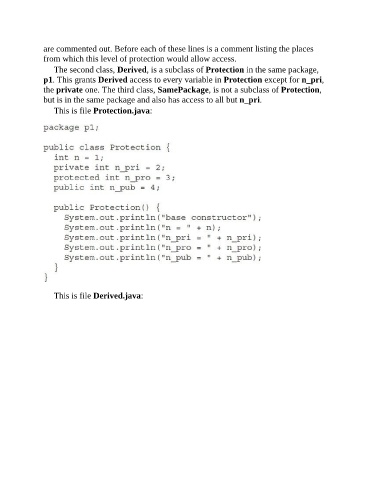 are commented out. Before each of these lines is a comment listing the places
from which this level of protection would allow access.
The second class, Derived, is a subclass of Protection in the same package,
p1. This grants Derived access to every variable in Protection except for n_pri,
the private one. The third class, SamePackage, is not a subclass of Protection,
but is in the same package and also has access to all but n_pri.
This is file Protection.java:
package p1;
public class Protection {
int n = 1;
private int n_pri = 2;
protected int n_pro = 3;
public int n_pub = 4;
public Protection() {
System.out.println("base constructor");
System.out.println("n = " + n);
System.out.println("n_pri = " + n_pri);
System.out.println("n_pro = " + n_pro);
System.out.println("n_pub = " + n_pub);
}
}
This is file Derived.java: